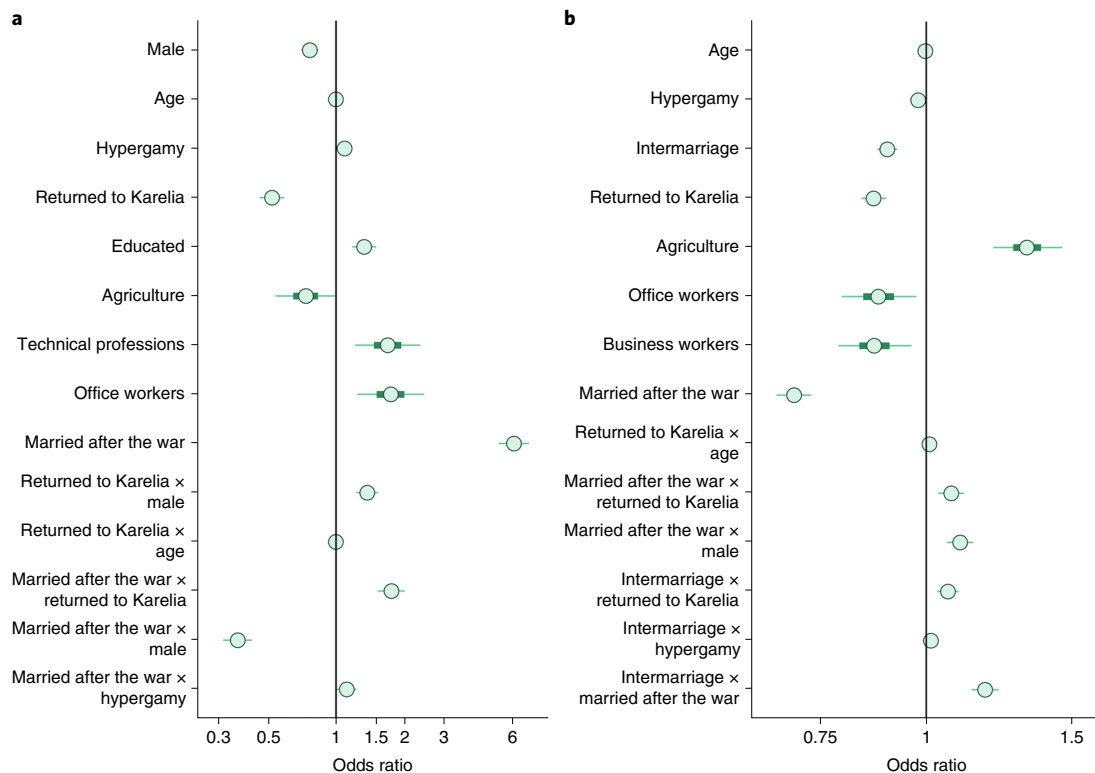 a
Male
Age
Hypergamy
Returned to Karelia
Educated
Agriculture
Technical professions
Office workers
Married after the war
Returned to Karelia ×
male
Returned to Karelia ×
age
Married after the war ×
returned to Karelia
Married after the war ×
male
Married after the war ×
hypergamy
0.3 0.5 1 1.5 2 3 6
Odds ratio
b
Age
Hypergamy
Intermarriage
Returned to Karelia
Agriculture
Office workers
Business workers
Married after the war
Returned to Karelia ×
age
Married after the war ×
returned to Karelia
Married after the war ×
male
Intermarriage ×
returned to Karelia
Intermarriage ×
hypergamy
Intermarriage ×
married after the war
0.75 1 1.5
Odds ratio